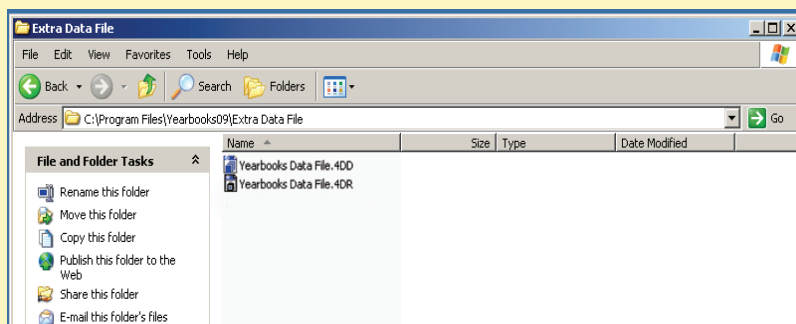 Extra Data File
File Edit View Favorites Tools Help
Back Search Folders
Address C:\Program Files\Yearbooks09\Extra Data File Go
Name Size Type Date Modified
File and Folder Tasks
Yearbooks Data File.4DD
Yearbooks Data File.4DR
Rename this folder
Move this folder
Copy this folder
Publish this folder to the
Web
Share this folder
E-mail this folder's files